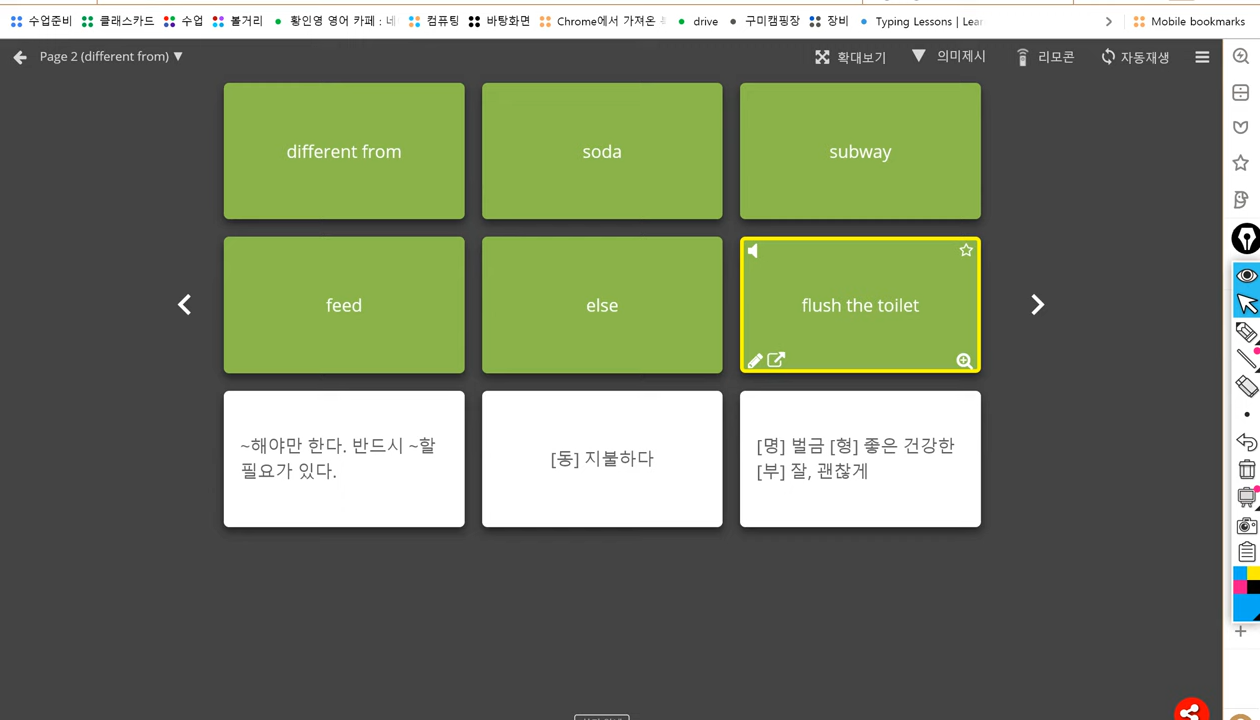 수업준비 클래스카드 수업 볼거리 황인영 영어 카페 : 네 컴퓨팅 바탕화면 Chrome에서 가져온 drive 구미캠핑장 장비 Typing Lessons | Lear Mobile bookmarks
Page 2 (different from) ▼ 확대보기 ▼ 의미제시 리모콘 자동재생
different from
soda
subway
feed
else
flush the toilet
~해야만 한다. 반드시 ~할
필요가 있다.
[동] 지불하다
[명] 벌금 [형] 좋은 건강한
[부] 잘, 괜찮게